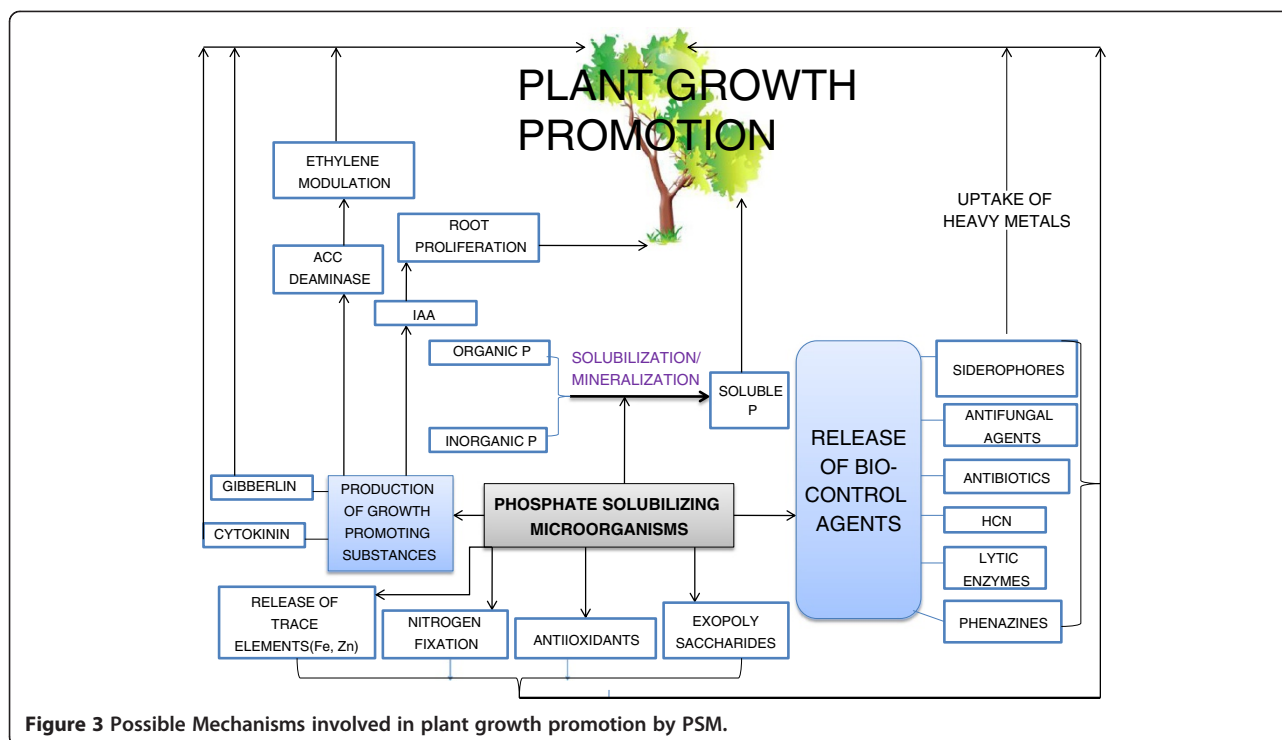 PLANT GROWTH
PROMOTION
ETHYLENE
MODULATION
UPTAKE OF
HEAVY METALS
ROOT
PROLIFERATION
ACC
DEAMINASE
IAA
ORGANIC P
SOLUBILIZATION/
MINERALIZATION
SOLUBLE
P
INORGANIC P
SIDEROPHORES
ANTIFUNGAL
AGENTS
RELEASE
OF BIO-
CONTROL
AGENTS
ANTIBIOTICS
HCN
LYTIC
ENZYMES
PHENAZINES
GIBBERLIN
CYTOKININ
PRODUCTION
OF GROWTH
PROMOTING
SUBSTANCES
PHOSPHATE SOLUBILIZING
MICROORGANISMS
RELEASE OF
TRACE
ELEMENTS(Fe, Zn)
NITROGEN
FIXATION
ANTIIOXIDANTS
EXOPOLY
SACCHARIDES
Figure 3 Possible Mechanisms involved in plant growth promotion by PSM.